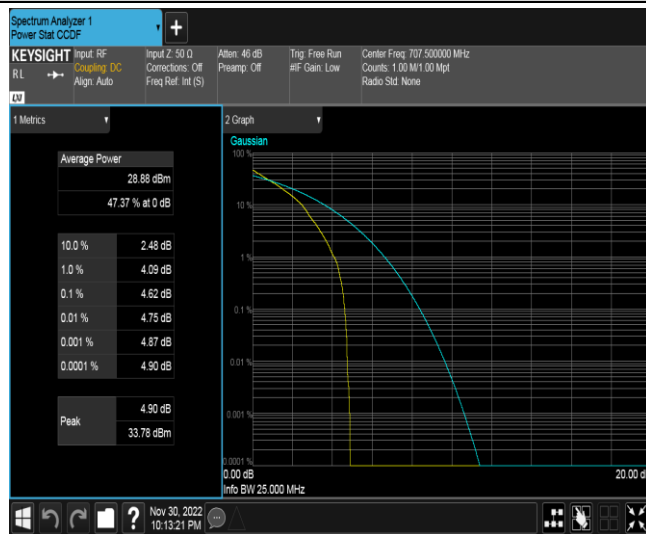 Spectrum Analyzer 1
Power Stat CCDF
+
KEYSIGHT
RL
LXI
Input: RF
Coupling: DC
Align: Auto
Input Z: 50 Ω
Corrections: Off
Freq Ref: Int (S)
Atten: 46 dB
Preamp: Off
Trig: Free Run
#IF Gain: Low
Center Freq: 707.500000 MHz
Counts: 1.00 M/1.00 Mpt
Radio Std: None
1 Metrics
Average Power
28.88 dBm
47.37 % at 0 dB
10.0 % 2.48 dB
1.0 % 4.09 dB
0.1 % 4.62 dB
0.01 % 4.75 dB
0.001 % 4.87 dB
0.0001 % 4.90 dB
Peak
4.90 dB
33.78 dBm
2 Graph
Gaussian
100 %
10 %
1 %
0.1 %
0.01 %
0.001 %
0.0001 %
0.00 dB
20.00 d
Info BW 25.000 MHz
?
Nov 30, 2022
10:13:21 PM